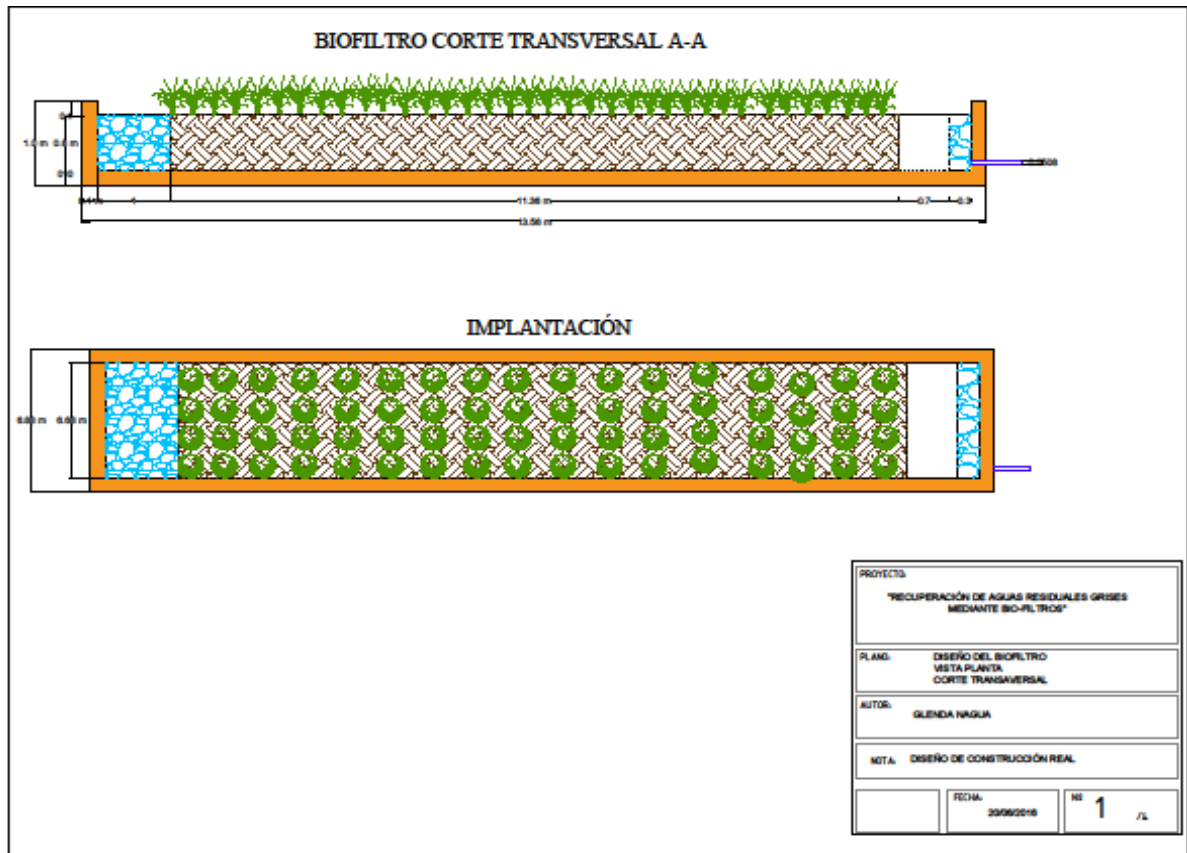 BIOFILTRO CORTE TRANSVERSAL A-A
1
11.36 m
0.7
0.3
13.56 m
IMPLANTACIÓN
PROYECTO:
"RECUPERACIÓN DE AGUAS RESIDUALES GRISES
MEDIANTE BIO-FILTROS"
PLANO:
DISEÑO DEL BIOFILTRO
VISTA PLANTA
CORTE TRANSAVERSAL
AUTOR:
GLENDA NAGUA
NOTA: DISEÑO DE CONSTRUCCIÓN REAL
FECHA:
20/06/2016
Nº 1